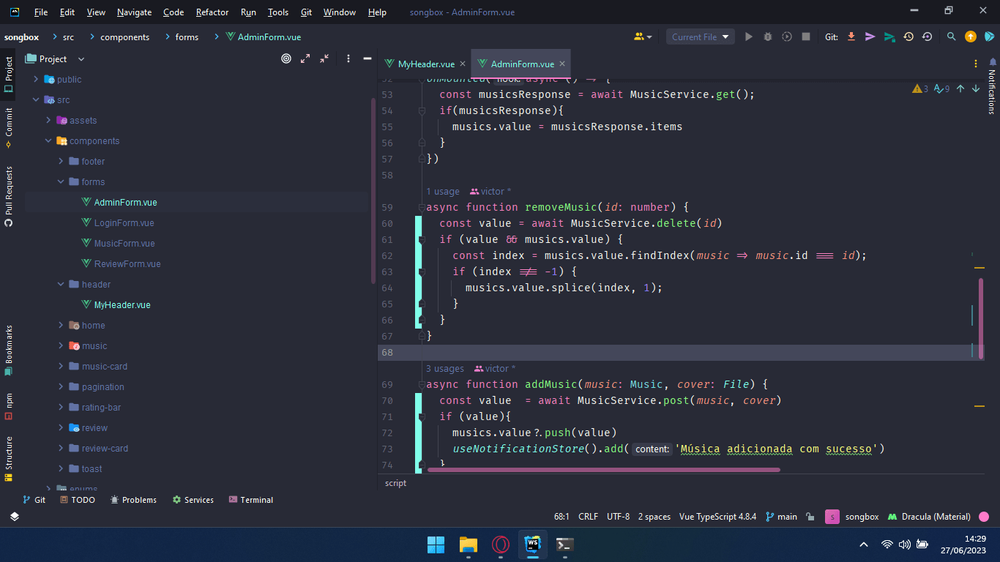 File Edit View Navigate Code Refactor Run Tools Git Window Help songbox - AdminForm.vue
songbox src components forms AdminForm.vue Current File Git:
Project
Commit
Pull Requests
Bookmarks
npm
Structure
Project
public
src
assets
components
footer
forms
AdminForm.vue
LoginForm.vue
MusicForm.vue
ReviewForm.vue
header
MyHeader.vue
home
music
music-card
pagination
rating-bar
review
review-card
toast
enums
MyHeader.vue AdminForm.vue
3 9
52 onMounted( hook: async () => {
53 const musicsResponse = await MusicService.get();
54 if(musicsResponse){
55 musics.value = musicsResponse.items
56 }
57 })
58
1 usage victor *
59 async function removeMusic(id: number) {
60 const value = await MusicService.delete(id)
61 if (value && musics.value) {
62 const index = musics.value.findIndex(music => music.id === id);
63 if (index !== -1) {
64 musics.value.splice(index, 1);
65 }
66 }
67 }
68
3 usages victor *
69 async function addMusic(music: Music, cover: File) {
70 const value = await MusicService.post(music, cover)
71 if (value){
72 musics.value?.push(value)
73 useNotificationStore().add( content: 'Música adicionada com sucesso')
74 }
script
Notifications
Git TODO Problems Services Terminal
68:1 CRLF UTF-8 2 spaces Vue TypeScript 4.8.4 main s songbox Dracula (Material)
WS
14:29
27/06/2023